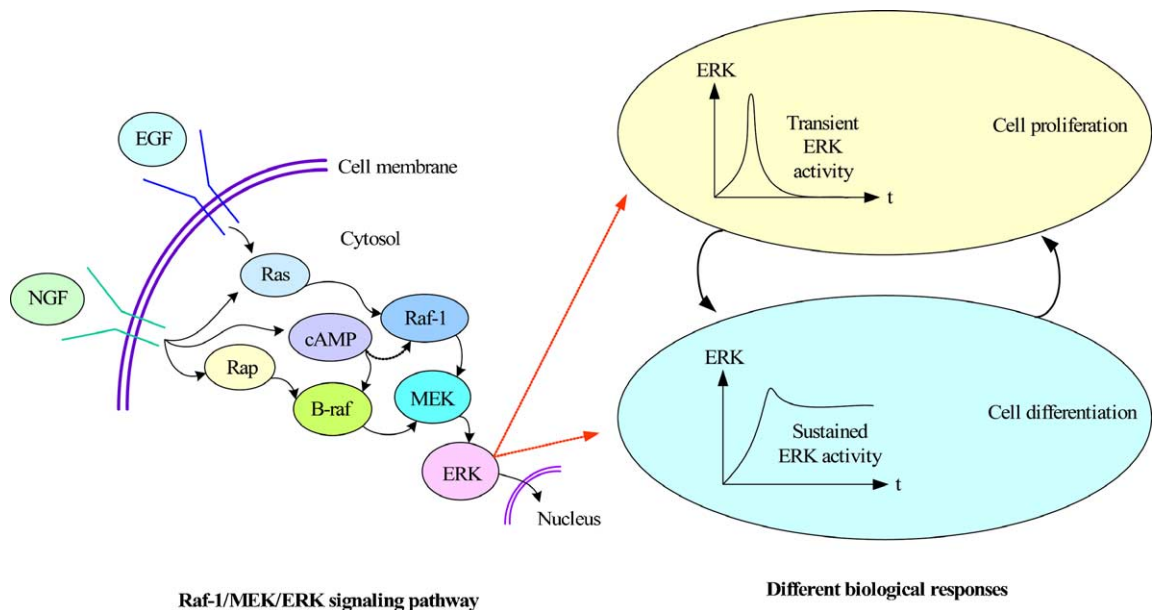 EGF
Cell membrane
Cytosol
NGF
Ras
Raf-1
cAMP
Rap
B-raf
MEK
ERK
Nucleus
Raf-1/MEK/ERK signaling pathway
ERK
Transient
ERK
activity
t
Cell proliferation
ERK
Sustained
ERK activity
t
Cell differentiation
Different biological responses